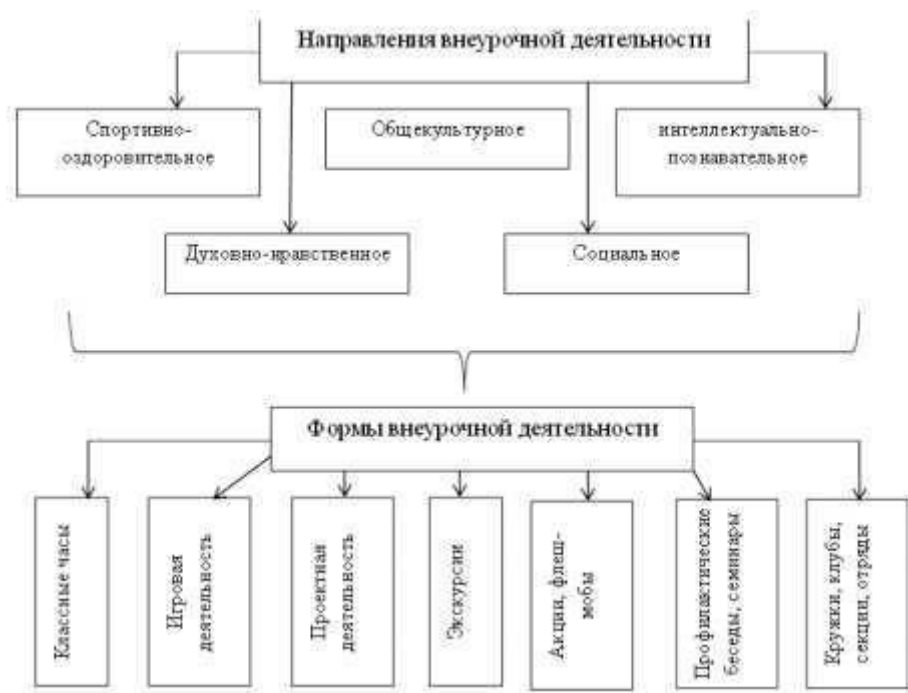 Направления внеурочной деятельности
Спортивно-
оздоровительное
Общекультурное
интеллектуально-
познавательное
Духовно-нравственное
Социальное
Формы внеурочной деятельности
Классные часы
Игровая
деятельность
Проектная
деятельность
Экскурсии
Акции, флеш-
мобы
Профилактические
беседы, семинары
Кружки, клубы,
секции, отряды